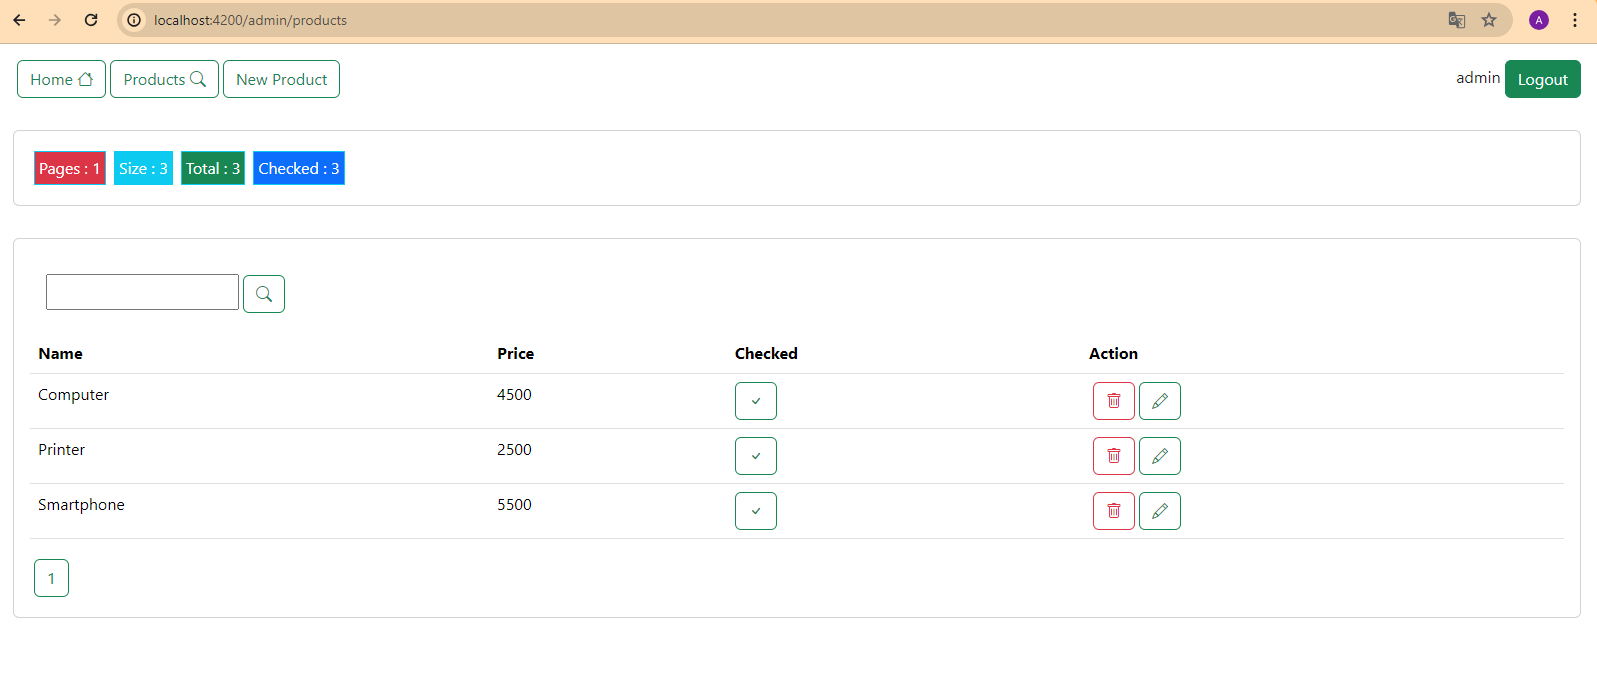 localhost:4200/admin/products
A
Home Products New Product admin Logout
Pages : 1 Size : 3 Total : 3 Checked : 3
Name Price Checked Action
Computer 4500
Printer 2500
Smartphone 5500
1